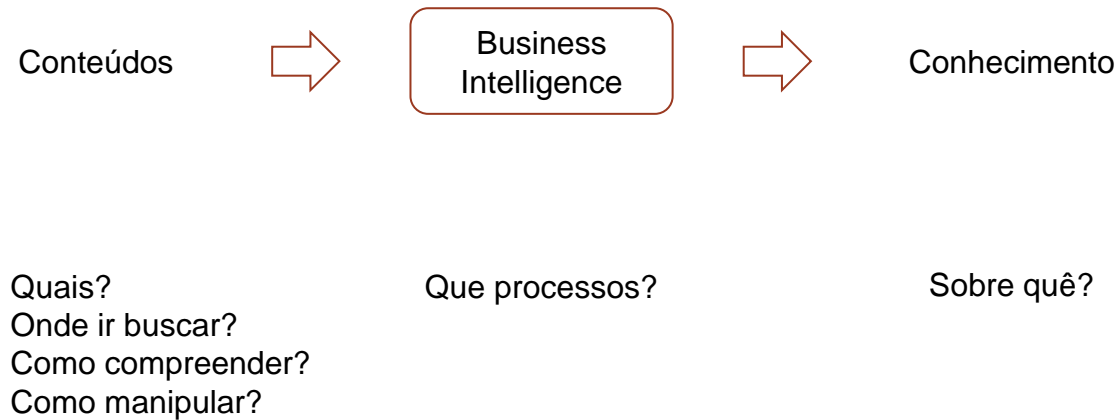 Conteúdos
Business
Intelligence
Conhecimento
Quais?
Onde ir buscar?
Como compreender?
Como manipular?
Que processos?
Sobre quê?